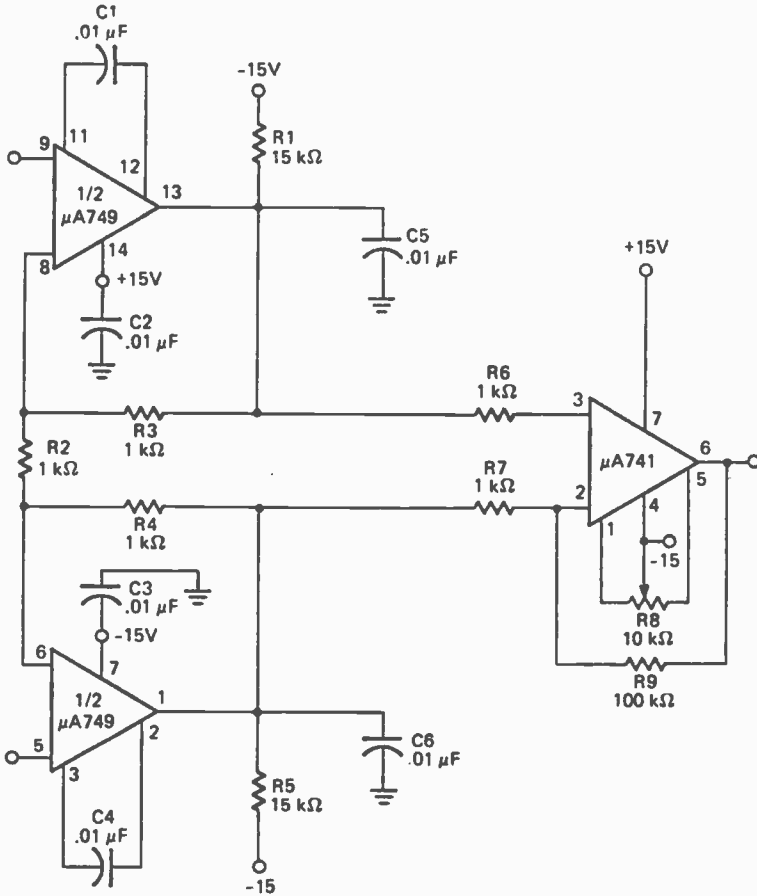 C1
.01 µF
-15V
R1
15 kΩ
9
11
12
13
1/2
µA749
14
8
+15V
C2
.01 µF
C5
.01 µF
+15V
R6
1 kΩ
3
7
R3
1 kΩ
R2
1 kΩ
R7
1 kΩ
µA741
6
5
2
4
1
R4
1 kΩ
-15
C3
.01 µF
R8
10 kΩ
-15V
6
7
R9
100 kΩ
1/2
µA749
1
2
5
3
C6
.01 µF
R5
15 kΩ
C4
.01 µF
-15